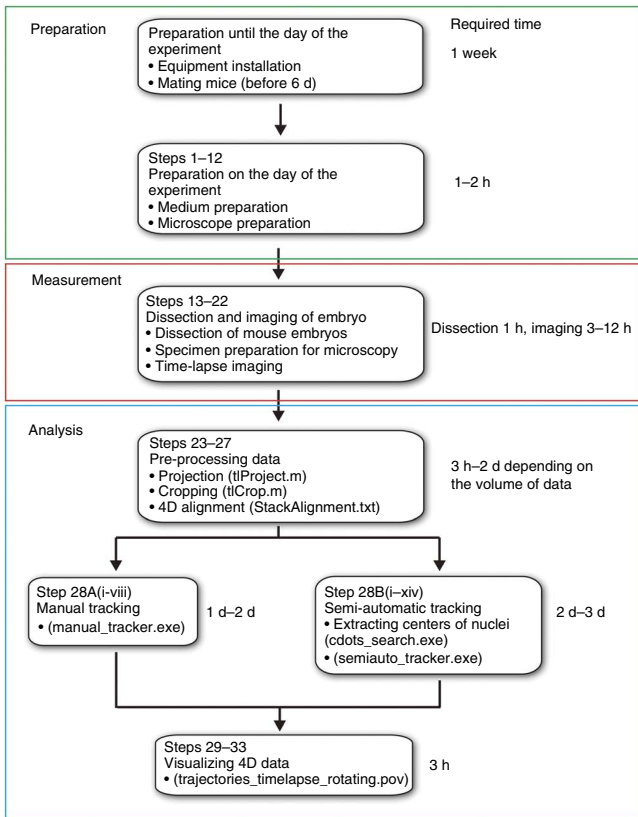 Preparation
Required time
Preparation until the day of the
experiment
• Equipment installation
• Mating mice (before 6 d)
1 week
Steps 1–12
Preparation on the day of the
experiment
• Medium preparation
• Microscope preparation
1–2 h
Measurement
Steps 13–22
Dissection and imaging of embryo
• Dissection of mouse embryos
• Specimen preparation for microscopy
• Time-lapse imaging
Dissection 1 h, imaging 3–12 h
Analysis
Steps 23–27
Pre-processing data
• Projection (tlProject.m)
• Cropping (tlCrop.m)
• 4D alignment (StackAlignment.txt)
3 h–2 d depending on
the volume of data
Step 28A(i-viii)
Manual tracking
• (manual_tracker.exe)
1 d–2 d
Step 28B(i–xiv)
Semi-automatic tracking
• Extracting centers of nuclei
(cdots_search.exe)
• (semiauto_tracker.exe)
2 d–3 d
Steps 29–33
Visualizing 4D data
• (trajectories_timelapse_rotating.pov)
3 h